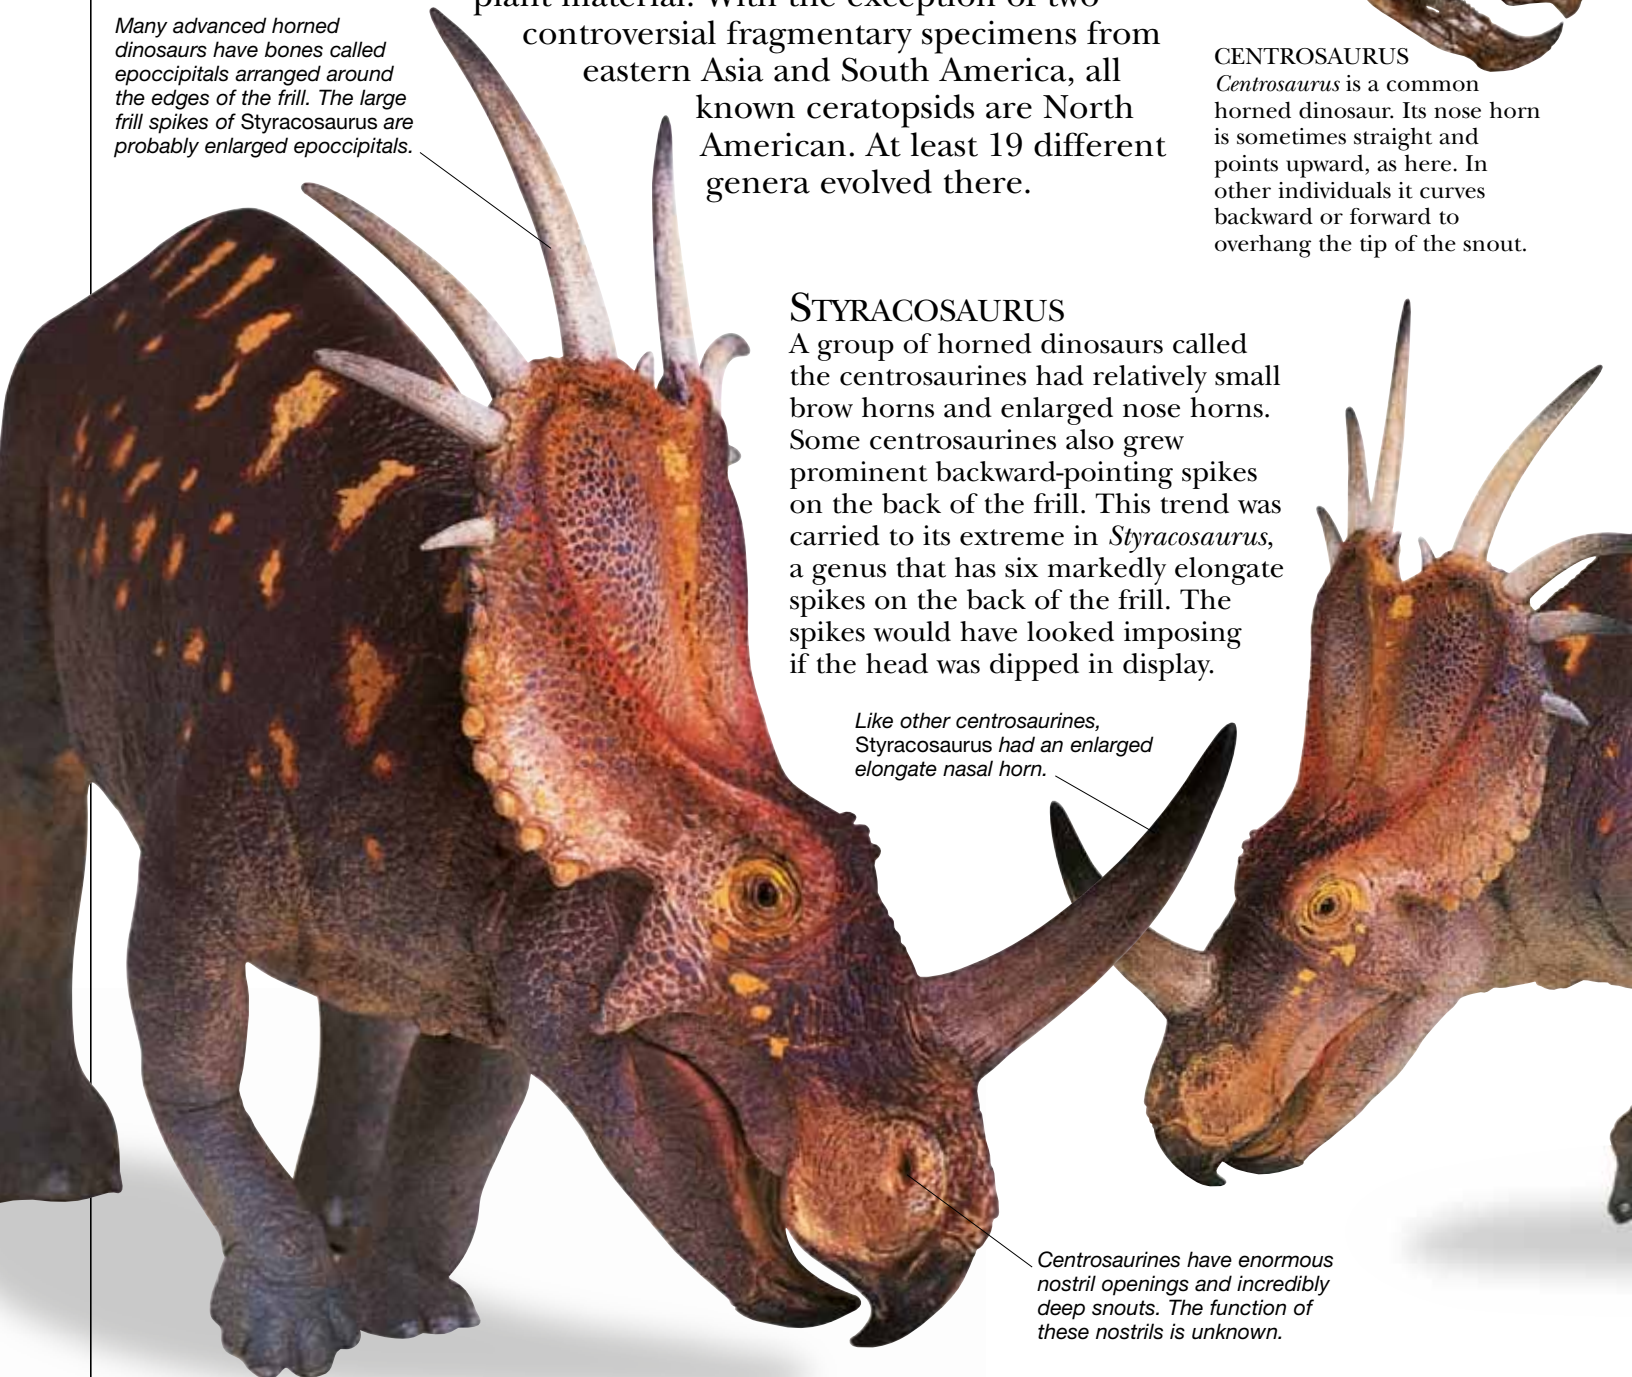 Many advanced horned
dinosaurs have bones called
epoccipitals arranged around
the edges of the frill. The large
frill spikes of Styracosaurus are
probably enlarged epoccipitals.
plant material. With the exception of two
controversial fragmentary specimens from
eastern Asia and South America, all
known ceratopsids are North
American. At least 19 different
genera evolved there.
CENTROSAURUS
Centrosaurus is a common
horned dinosaur. Its nose horn
is sometimes straight and
points upward, as here. In
other individuals it curves
backward or forward to
overhang the tip of the snout.
STYRACOSAURUS
A group of horned dinosaurs called
the centrosaurines had relatively small
brow horns and enlarged nose horns.
Some centrosaurines also grew
prominent backward-pointing spikes
on the back of the frill. This trend was
carried to its extreme in Styracosaurus,
a genus that has six markedly elongate
spikes on the back of the frill. The
spikes would have looked imposing
if the head was dipped in display.
Like other centrosaurines,
Styracosaurus had an enlarged
elongate nasal horn.
Centrosaurines have enormous
nostril openings and incredibly
deep snouts. The function of
these nostrils is unknown.